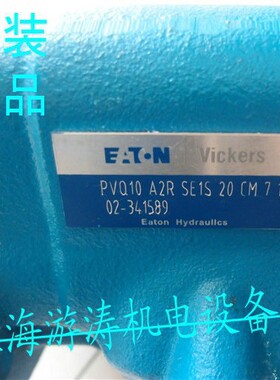 装
品
EATON Vickers
PVQ10 A2R SE1S 20 CM 7
02-341589
Eaton Hydraulics
海游涛机电设备